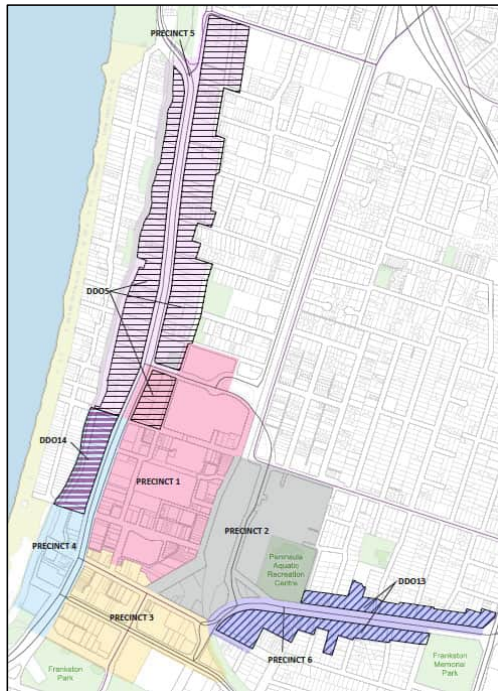 PRECINCT 5
DDO5
DDO14
PRECINCT 1
PRECINCT 2
PRECINCT 4
Peninsula
Aquatic
Recreation
Centre
DDO13
PRECINCT 3
PRECINCT 6
Frankston
Park
Frankston
Memorial
Park